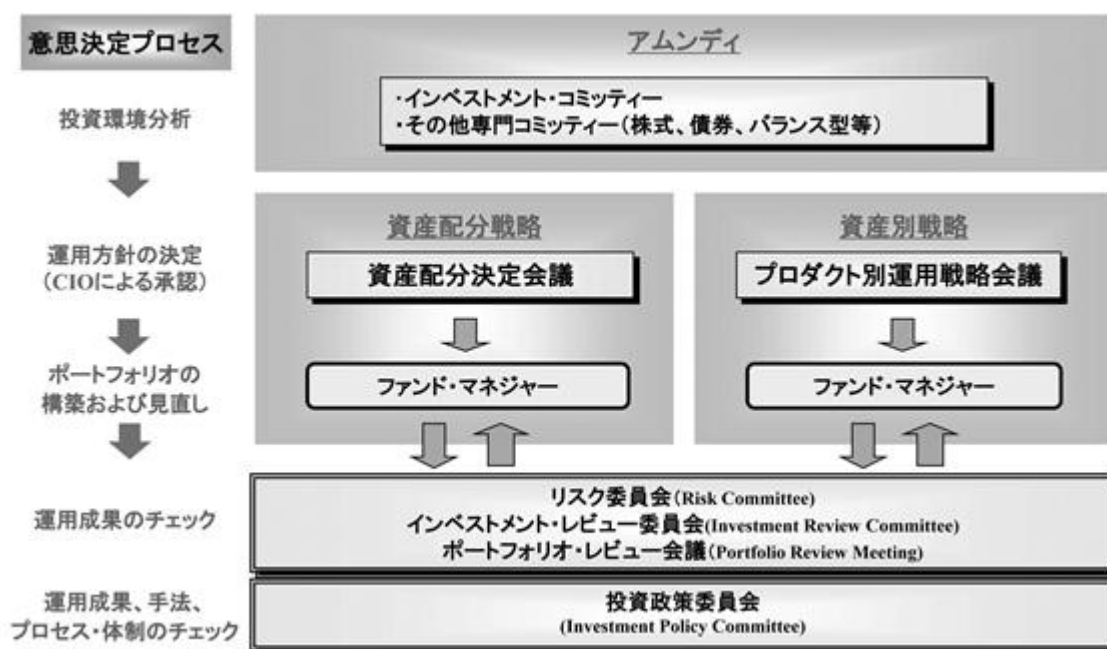 意思決定プロセス
アムンディ
投資環境分析
・インベストメント・コミッティー
・その他専門コミッティー（株式、債券、バランス型等）
運用方針の決定
（CIOによる承認）
資産配分戦略
資産配分決定会議
資産別戦略
プロダクト別運用戦略会議
ポートフォリオの
構築および見直し
ファンド・マネジャー
ファンド・マネジャー
運用成果のチェック
リスク委員会(Risk Committee)
インベストメント・レビュー委員会(Investment Review Committee)
ポートフォリオ・レビュー会議(Portfolio Review Meeting)
運用成果、手法、
プロセス・体制のチェック
投資政策委員会
(Investment Policy Committee)